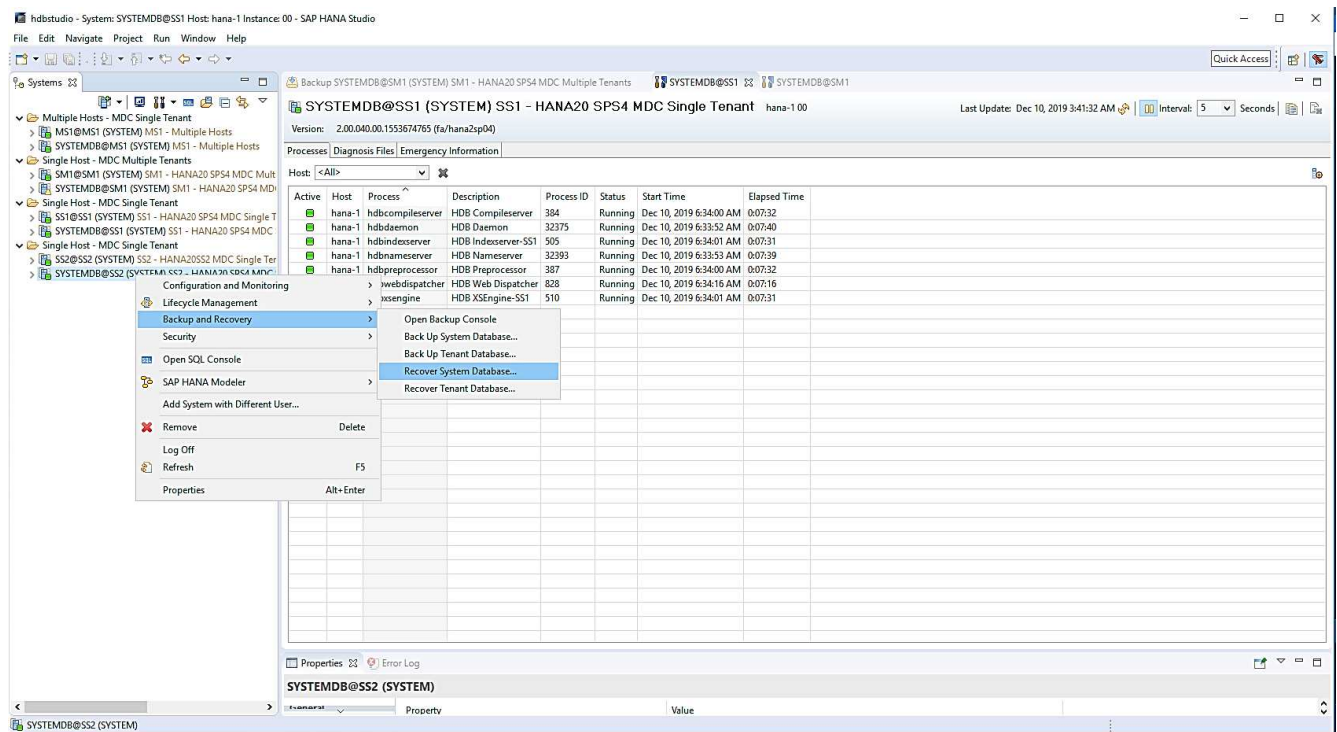 hdbstudio - System: SYSTEMDB@SS1 Host: hana-1 Instance: 00 - SAP HANA Studio
File Edit Navigate Project Run Window Help
Quick Access
Systems
Multiple Hosts - MDC Single Tenant
MS1@MS1 (SYSTEM) MS1 - Multiple Hosts
SYSTEMDB@MS1 (SYSTEM) MS1 - Multiple Hosts
Single Host - MDC Multiple Tenants
SM1@SM1 (SYSTEM) SM1 - HANA20 SPS4 MDC Mult
SYSTEMDB@SM1 (SYSTEM) SM1 - HANA20 SPS4 MD
Single Host - MDC Single Tenant
SS1@SS1 (SYSTEM) SS1 - HANA20 SPS4 MDC Single T
SYSTEMDB@SS1 (SYSTEM) SS1 - HANA20 SPS4 MDC
Single Host - MDC Single Tenant
SS2@SS2 (SYSTEM) SS2 - HANA20SS2 MDC Single Ter
SYSTEMDB@SS2 (SYSTEM) SS2 - HANA20 SPS4 MDC
Configuration and Monitoring
Lifecycle Management
Backup and Recovery
Security
SQL Open SQL Console
SAP HANA Modeler
Add System with Different User...
Remove Delete
Log Off
Refresh F5
Properties Alt+Enter
Open Backup Console
Back Up System Database...
Back Up Tenant Database...
Recover System Database...
Recover Tenant Database...
Backup SYSTEMDB@SM1 (SYSTEM) SM1 - HANA20 SPS4 MDC Multiple Tenants SYSTEMDB@SS1 SYSTEMDB@SM1
SYSTEMDB@SS1 (SYSTEM) SS1 - HANA20 SPS4 MDC Single Tenant hana-1 00
Last Update: Dec 10, 2019 3:41:32 AM Interval: 5 Seconds
Version: 2.00.040.00.1553674765 (fa/hana2sp04)
Processes Diagnosis Files Emergency Information
Host: <All>
Active Host Process Description Process ID Status Start Time Elapsed Time
hana-1 hdbcompileserver HDB Compileserver 384 Running Dec 10, 2019 6:34:00 AM 0:07:32
hana-1 hdbdaemon HDB Daemon 32375 Running Dec 10, 2019 6:33:52 AM 0:07:40
hana-1 hdbindexserver HDB Indexserver-SS1 505 Running Dec 10, 2019 6:34:01 AM 0:07:31
hana-1 hdbnameserver HDB Nameserver 32393 Running Dec 10, 2019 6:33:53 AM 0:07:39
hana-1 hdbpreprocessor HDB Preprocessor 387 Running Dec 10, 2019 6:34:00 AM 0:07:32
webdispatcher HDB Web Dispatcher 828 Running Dec 10, 2019 6:34:16 AM 0:07:16
xsengine HDB XSEngine-SS1 510 Running Dec 10, 2019 6:34:01 AM 0:07:31
Properties Error Log
SYSTEMDB@SS2 (SYSTEM)
General Property Value
SYSTEMDB@SS2 (SYSTEM)